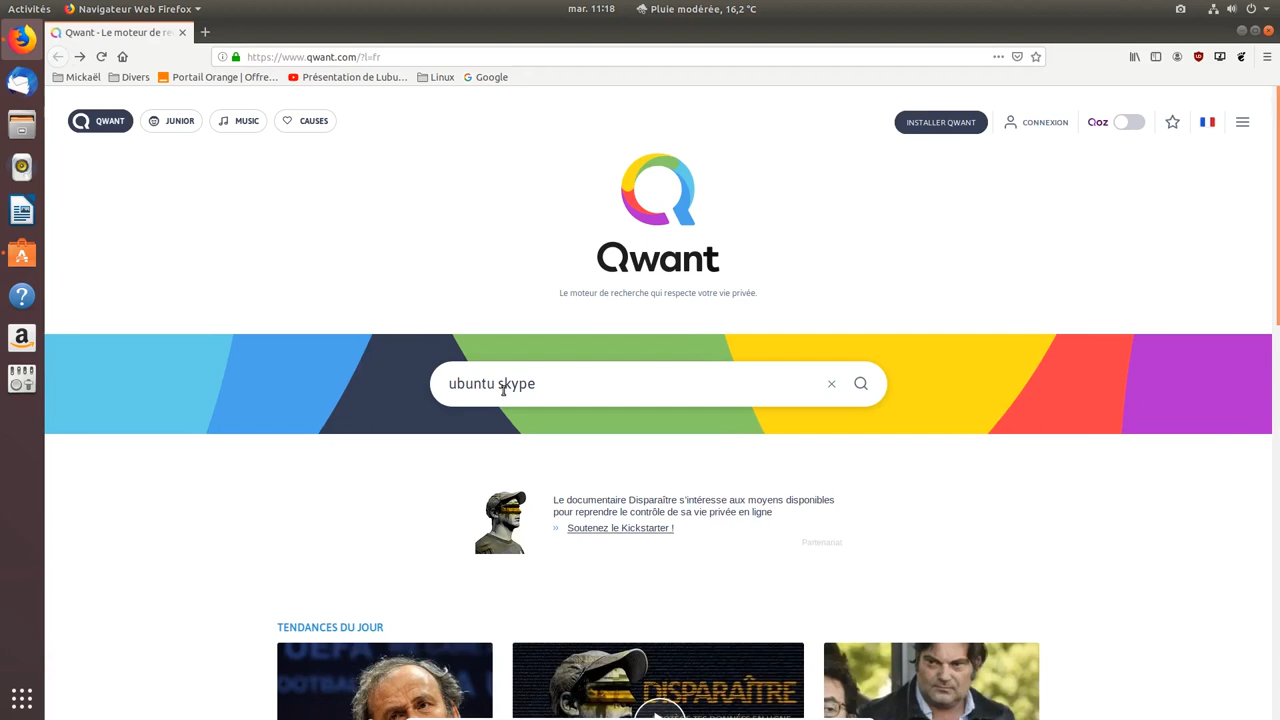 Activités Navigateur Web Firefox mar. 11:18 Météorologie, 16,2 °C
Qwant - Le moteur de re
https://www.qwant.com/?l=fr
Mickaël Divers Portail Orange | Offre… Présentation de Lubu… Linux Google
QWANT JUNIOR MUSIC CAUSES INSTALLER QWANT CONNEXION Qoz
Qwant
Le moteur de recherche qui respecte votre vie privée.
ubuntu skype
Le documentaire Disparaître s'intéresse aux moyens disponibles
pour reprendre le contrôle de sa vie privée en ligne
›› Soutenez le Kickstarter !
Partenariat
TENDANCES DU JOUR
UEFA
DISPARAÎTRE